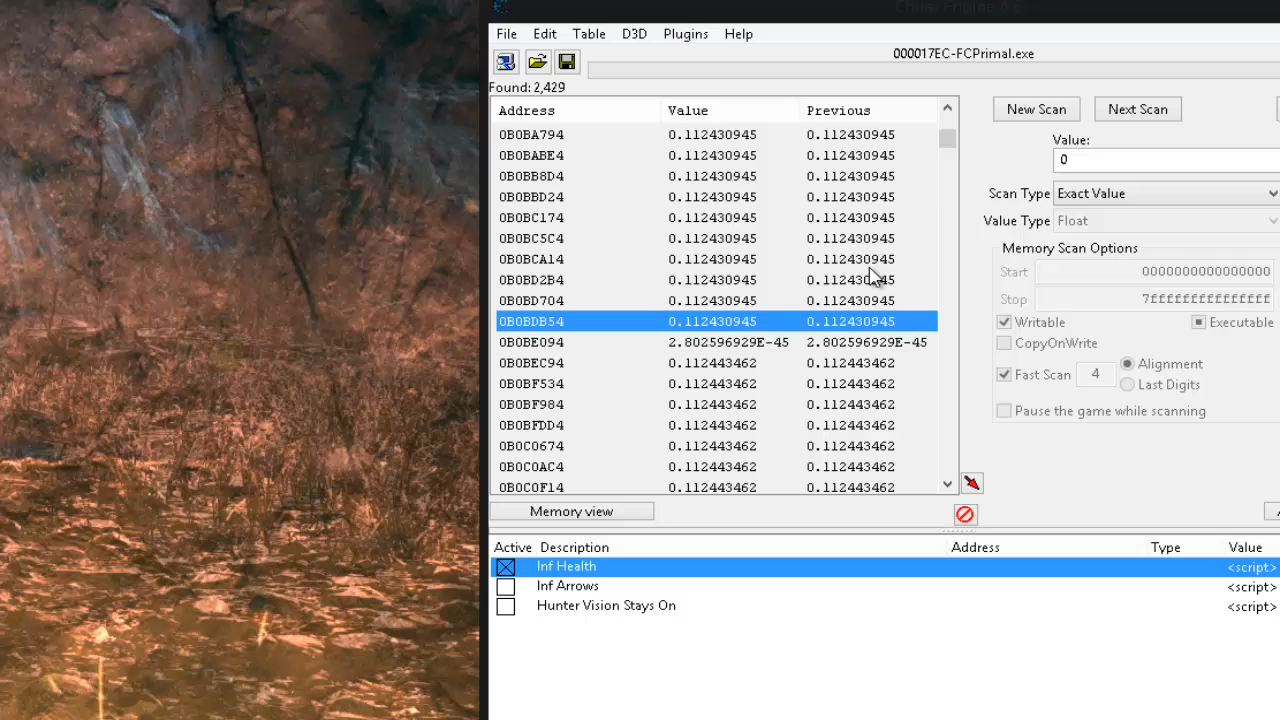 File Edit Table D3D Plugins Help
000017EC-FCPrimal.exe
Found: 2,429
Address Value Previous
0B0BA794 0.112430945 0.112430945
0B0BABE4 0.112430945 0.112430945
0B0BB8D4 0.112430945 0.112430945
0B0BBD24 0.112430945 0.112430945
0B0BC174 0.112430945 0.112430945
0B0BC5C4 0.112430945 0.112430945
0B0BCA14 0.112430945 0.112430945
0B0BD2B4 0.112430945 0.112430945
0B0BD704 0.112430945 0.112430945
0B0BDB54 0.112430945 0.112430945
0B0BE094 2.802596929E-45 2.802596929E-45
0B0BEC94 0.112443462 0.112443462
0B0BF534 0.112443462 0.112443462
0B0BF984 0.112443462 0.112443462
0B0BFDD4 0.112443462 0.112443462
0B0C0674 0.112443462 0.112443462
0B0C0AC4 0.112443462 0.112443462
0B0C0F14 0.112443462 0.112443462
New Scan Next Scan
Value:
0
Scan Type Exact Value
Value Type Float
Memory Scan Options
Start 0000000000000000
Stop 7fffffffffffffff
Writable Executable
CopyOnWrite
Fast Scan 4 Alignment
Last Digits
Pause the game while scanning
Memory view
Active Description Address Type Value
Inf Health <script>
Inf Arrows <script>
Hunter Vision Stays On <script>